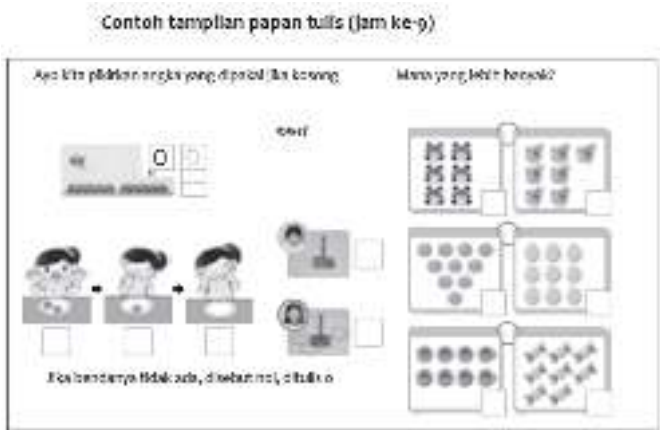 Contoh tampilan papan tulis (jam ke-9)
Ayo kita pikirkan angka yang dipakai jika kosong
Mana yang lebih banyak?
0
0
Jika bendanya tidak ada, disebut nol, ditulis 0